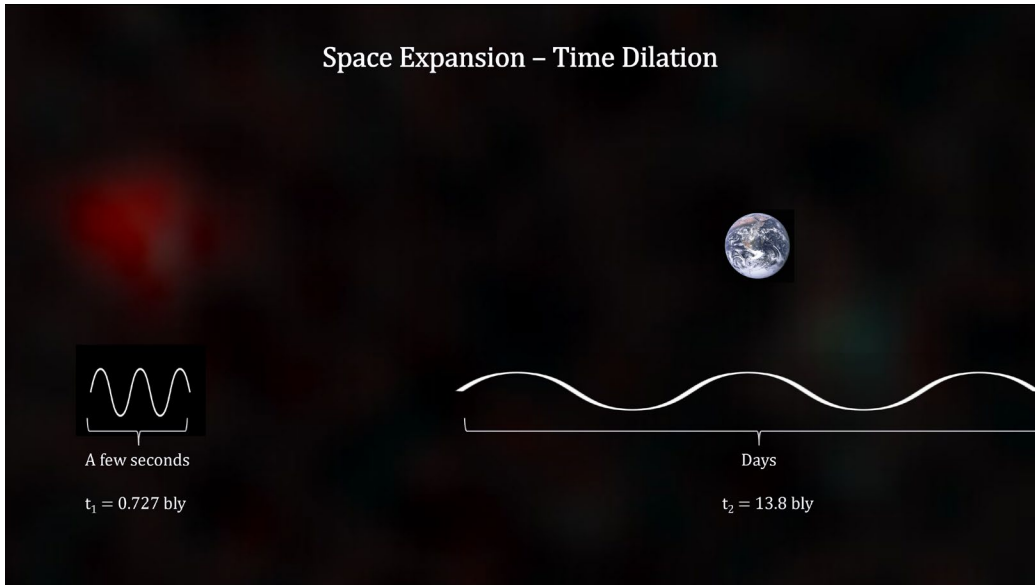 Space Expansion – Time Dilation
A few seconds
Days
t₁ = 0.727 bly
t₂ = 13.8 bly